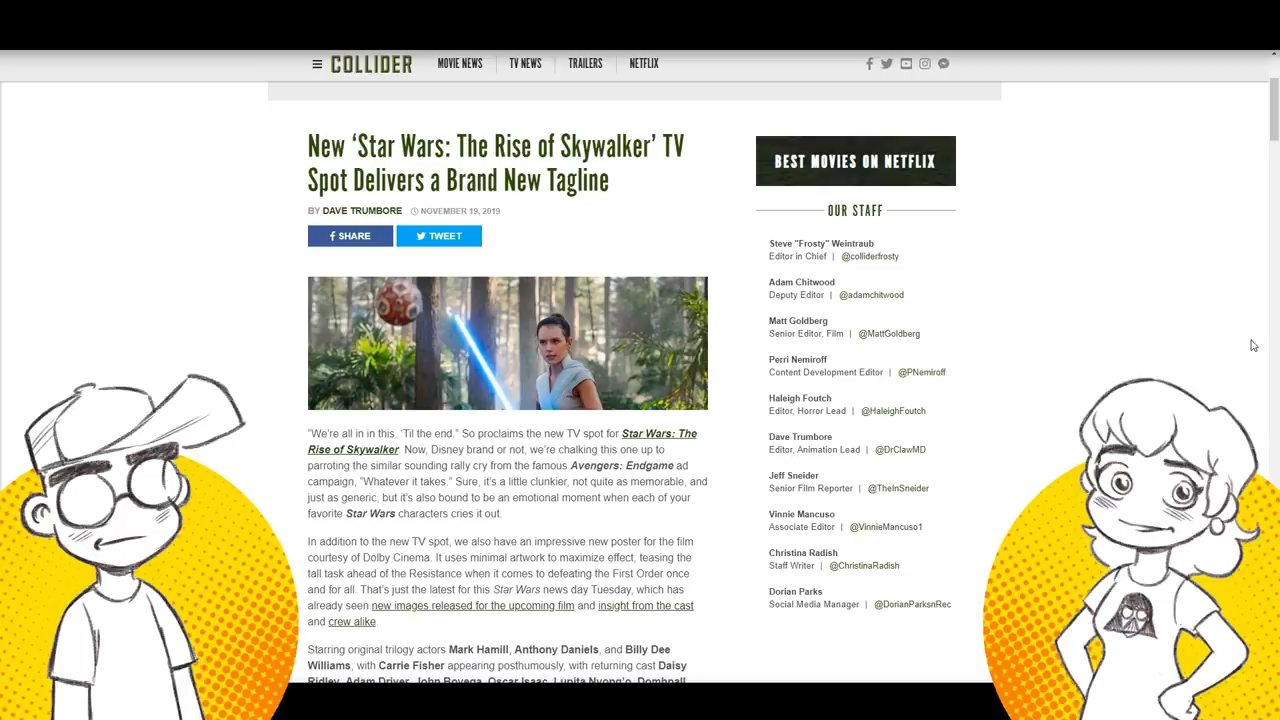 COLLIDER
MOVIE NEWS
TV NEWS
TRAILERS
NETFLIX
New ‘Star Wars: The Rise of Skywalker’ TV
Spot Delivers a Brand New Tagline
BY DAVE TRUMBORE NOVEMBER 19, 2019
SHARE
TWEET
"We're all in in this. 'Til the end." So proclaims the new TV spot for Star Wars: The
Rise of Skywalker Now, Disney brand or not, we're chalking this one up to
parroting the similar sounding rally cry from the famous Avengers: Endgame ad
campaign, "Whatever it takes." Sure, it's a little clunkier, not quite as memorable, and
just as generic, but it's also bound to be an emotional moment when each of your
favorite Star Wars characters cries it out.
In addition to the new TV spot, we also have an impressive new poster for the film
courtesy of Dolby Cinema. It uses minimal artwork to maximize effect, teasing the
tall task ahead of the Resistance when it comes to defeating the First Order once
and for all. That's just the latest for this Star Wars news day Tuesday, which has
already seen new images released for the upcoming film and insight from the cast
and crew alike.
Starring original trilogy actors Mark Hamill, Anthony Daniels, and Billy Dee
Williams, with Carrie Fisher appearing posthumously, with returning cast Daisy
Ridley, Adam Driver, John Boyega, Oscar Isaac, Lupita Nyong'o, Domhnall
BEST MOVIES ON NETFLIX
OUR STAFF
Steve "Frosty" Weintraub
Editor in Chief | @colliderfrosty
Adam Chitwood
Deputy Editor | @adamchitwood
Matt Goldberg
Senior Editor, Film | @MattGoldberg
Perri Nemiroff
Content Development Editor | @PNemiroff
Haleigh Foutch
Editor, Horror Lead | @HaleighFoutch
Dave Trumbore
Editor, Animation Lead | @DrClawMD
Jeff Sneider
Senior Film Reporter | @TheInSneider
Vinnie Mancuso
Associate Editor | @VinnieMancuso1
Christina Radish
Staff Writer | @ChristinaRadish
Dorian Parks
Social Media Manager | @DorianParksnRec